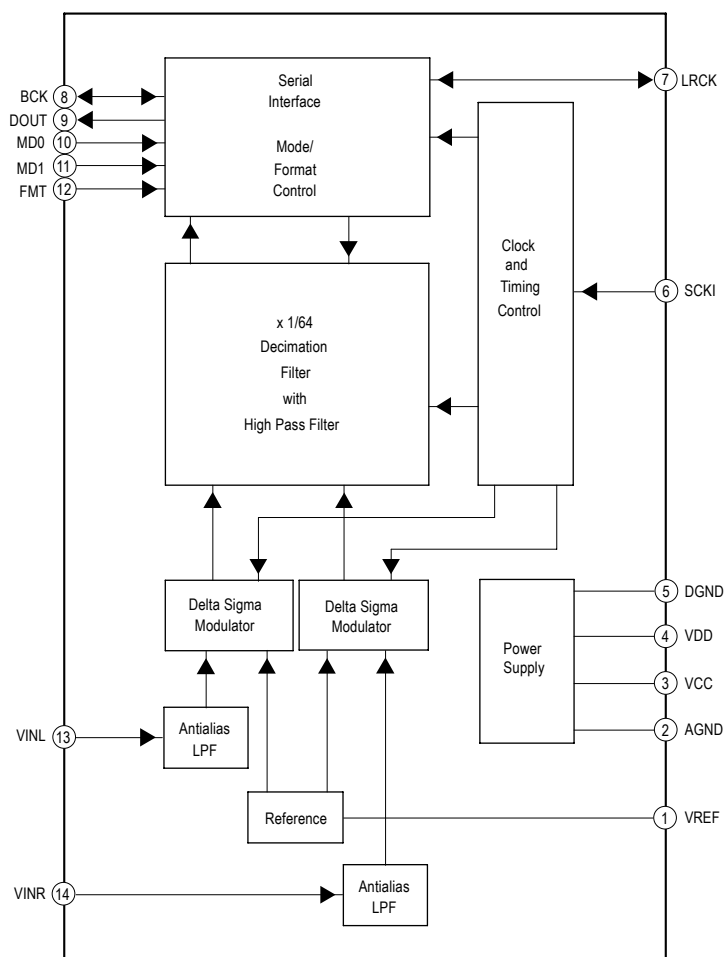 Serial
Interface
Mode/
Format
Control
7 LRCK
BCK 8
DOUT 9
MD0 10
MD1 11
FMT 12
Clock
and
Timing
Control
6 SCKI
x 1/64
Decimation
Filter
with
High Pass Filter
Delta Sigma
Modulator
Delta Sigma
Modulator
Power
Supply
5 DGND
4 VDD
3 VCC
2 AGND
VINL 13
Antialias
LPF
Reference
1 VREF
VINR 14
Antialias
LPF